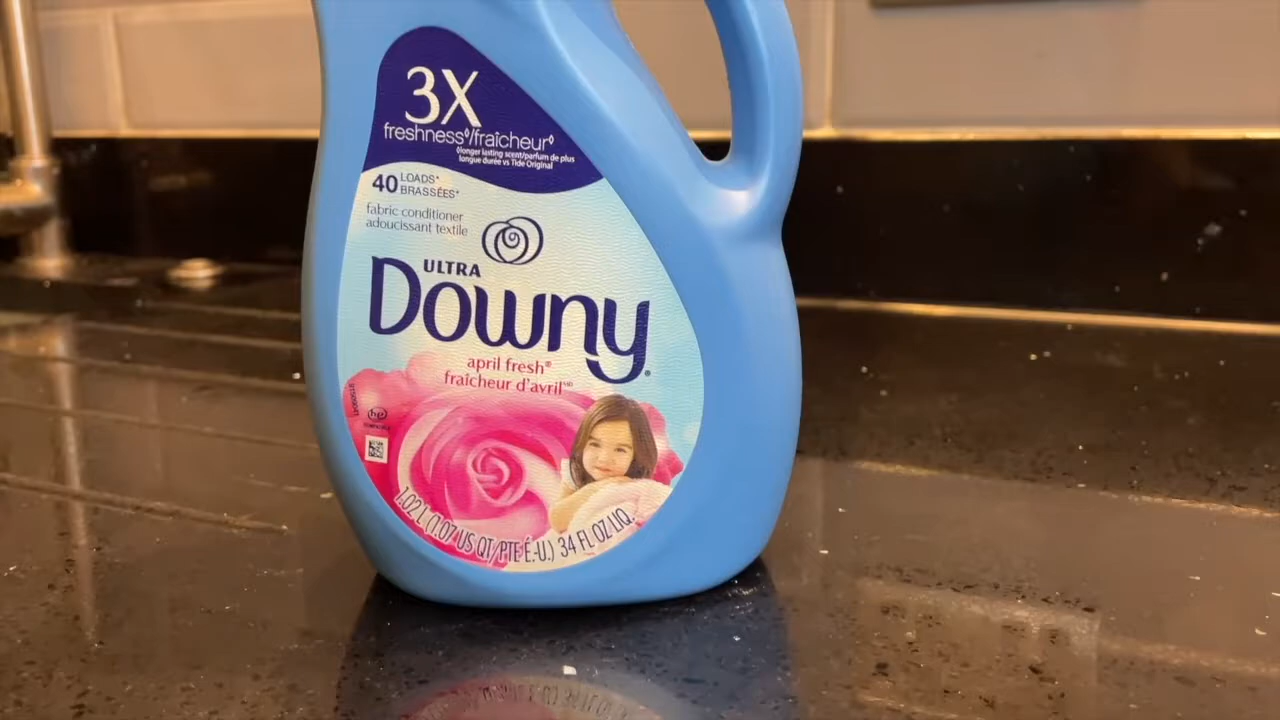 3X
freshness◊/fraîcheur◊
◊longer lasting scent/parfum de plus
longue durée vs Tide Original
40 LOADS*
BRASSÉES*
fabric conditioner
adoucissant textile
ULTRA
Downy®
april fresh®
fraîcheur d'avril MD
hp
1.02 L (1.07 US QT/PTE É.-U.) 34 FL OZ LIQ.